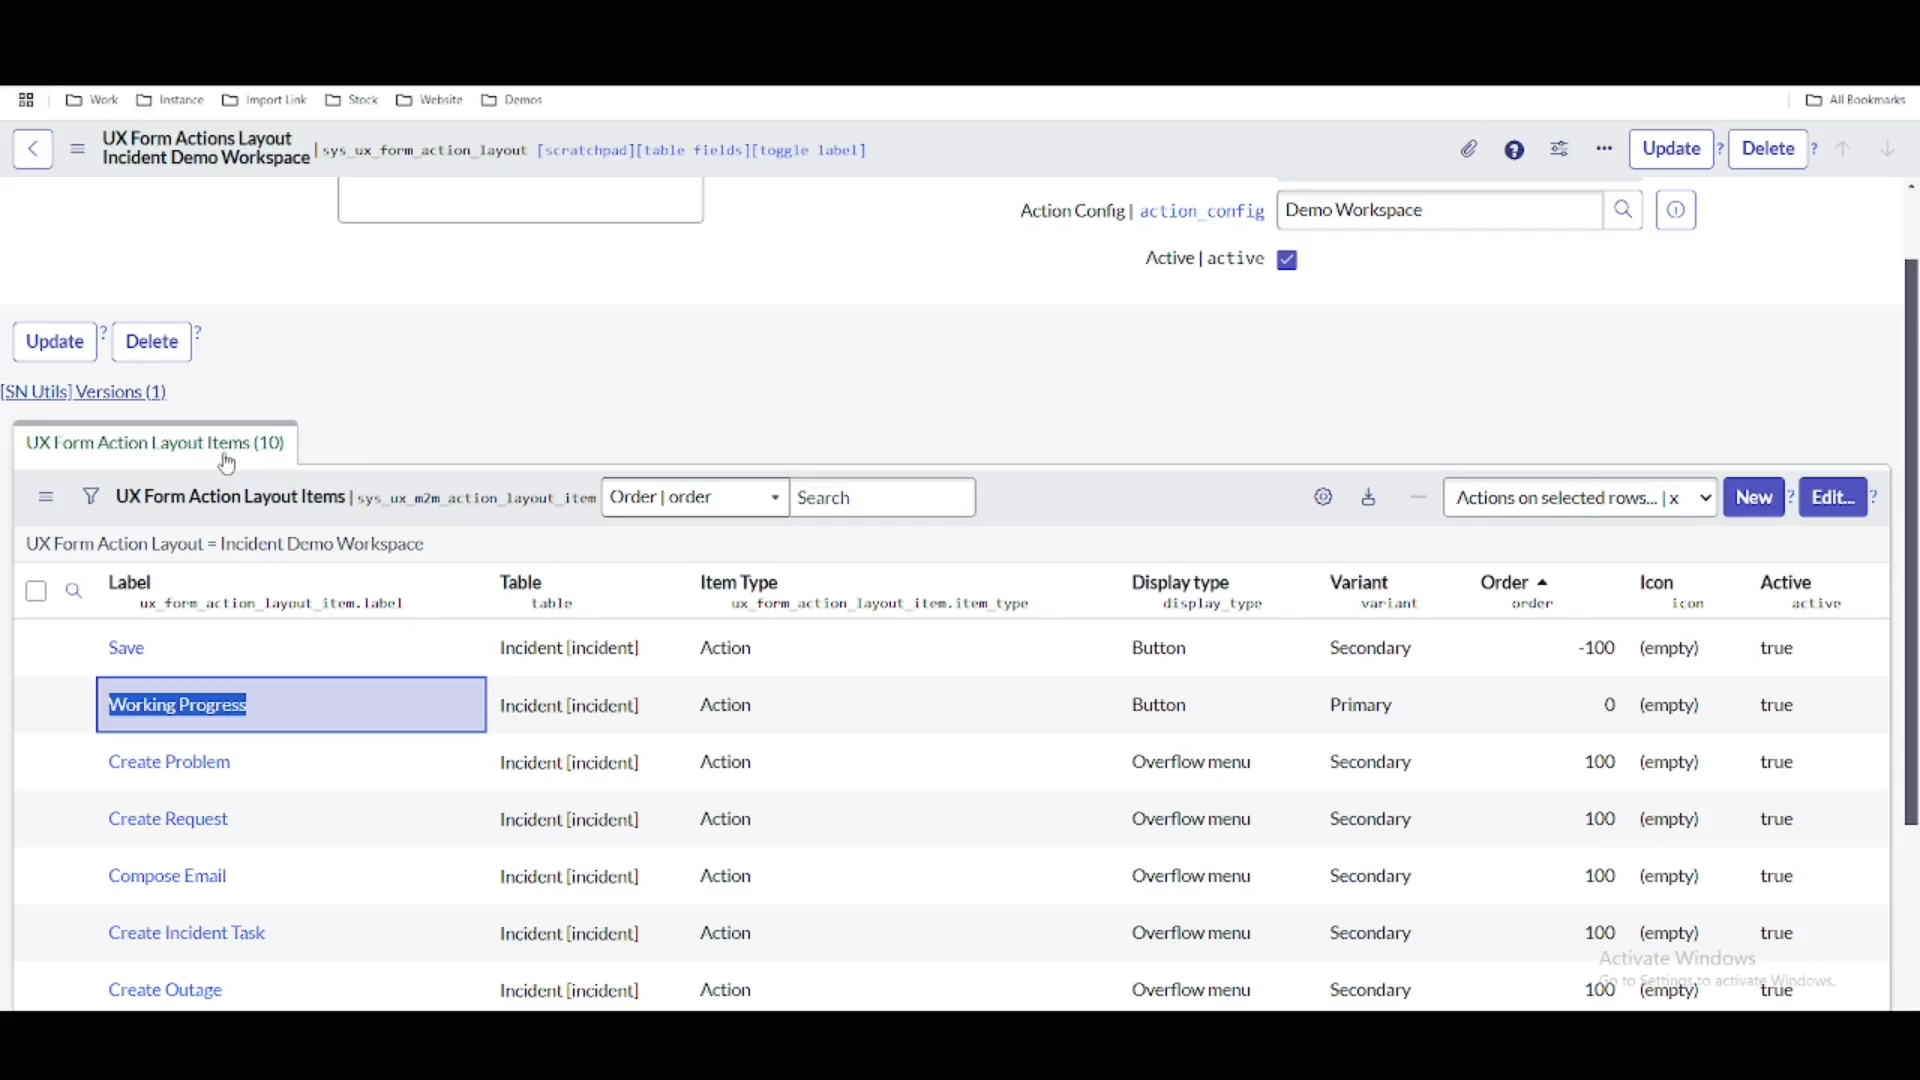 Work Instance Import Link Stock Website Demos All Bookmarks
UX Form Actions Layout
Incident Demo Workspace | sys_ux_form_action_layout [scratchpad][table fields][toggle label] ? ... Update ? Delete ?
Action Config | action_config Demo Workspace
Active | active
Update ? Delete ?
[SN Utils] Versions (1)
UX Form Action Layout Items (10)
UX Form Action Layout Items | sys_ux_m2m_action_layout_item Order | order Search Actions on selected rows... | x New ? Edit... ?
UX Form Action Layout = Incident Demo Workspace
Label Table Item Type Display type Variant Order Icon Active
ux_form_action_layout_item.label table ux_form_action_layout_item.item_type display_type variant order icon active
Save Incident [incident] Action Button Secondary -100 (empty) true
Working Progress Incident [incident] Action Button Primary 0 (empty) true
Create Problem Incident [incident] Action Overflow menu Secondary 100 (empty) true
Create Request Incident [incident] Action Overflow menu Secondary 100 (empty) true
Compose Email Incident [incident] Action Overflow menu Secondary 100 (empty) true
Create Incident Task Incident [incident] Action Overflow menu Secondary 100 (empty) true
Activate Windows
Go to Settings to activate Windows.
Create Outage Incident [incident] Action Overflow menu Secondary 100 (empty) true